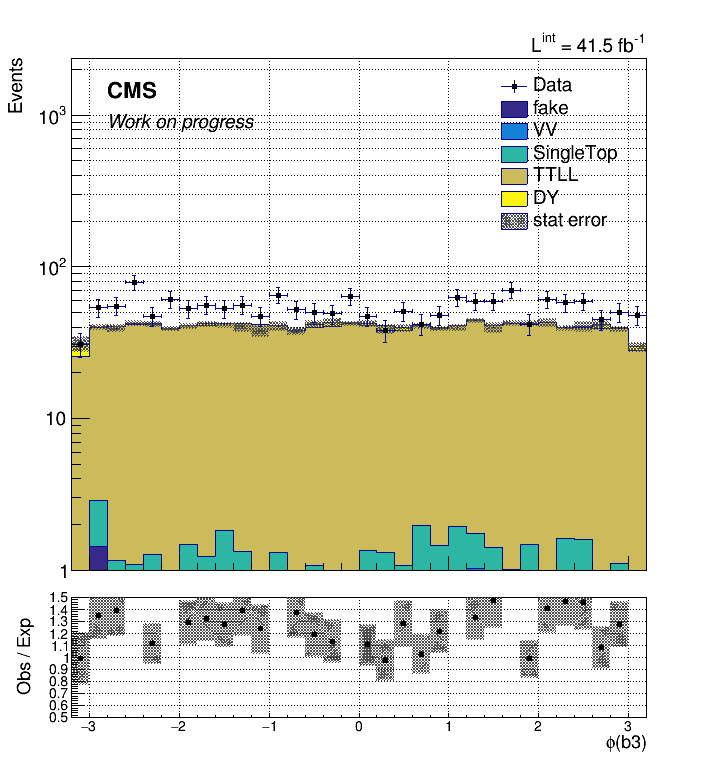 L^int = 41.5 fb^-1
Events
CMS
Work on progress
Data
fake
VV
SingleTop
TTLL
DY
stat error
10^3
10^2
10
1
Obs / Exp
1.5
1.4
1.3
1.2
1.1
1
0.9
0.8
0.7
0.6
0.5
−3 −2 −1 0 1 2 3
ϕ(b3)